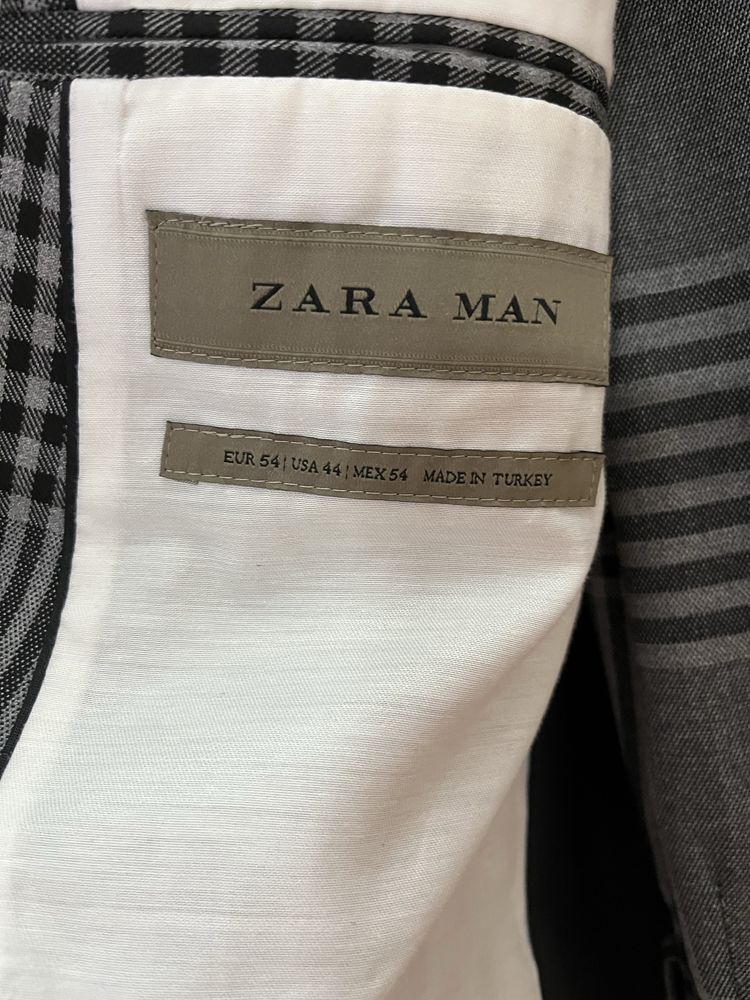 ZARA MAN
EUR 54 | USA 44 | MEX 54 MADE IN TURKEY